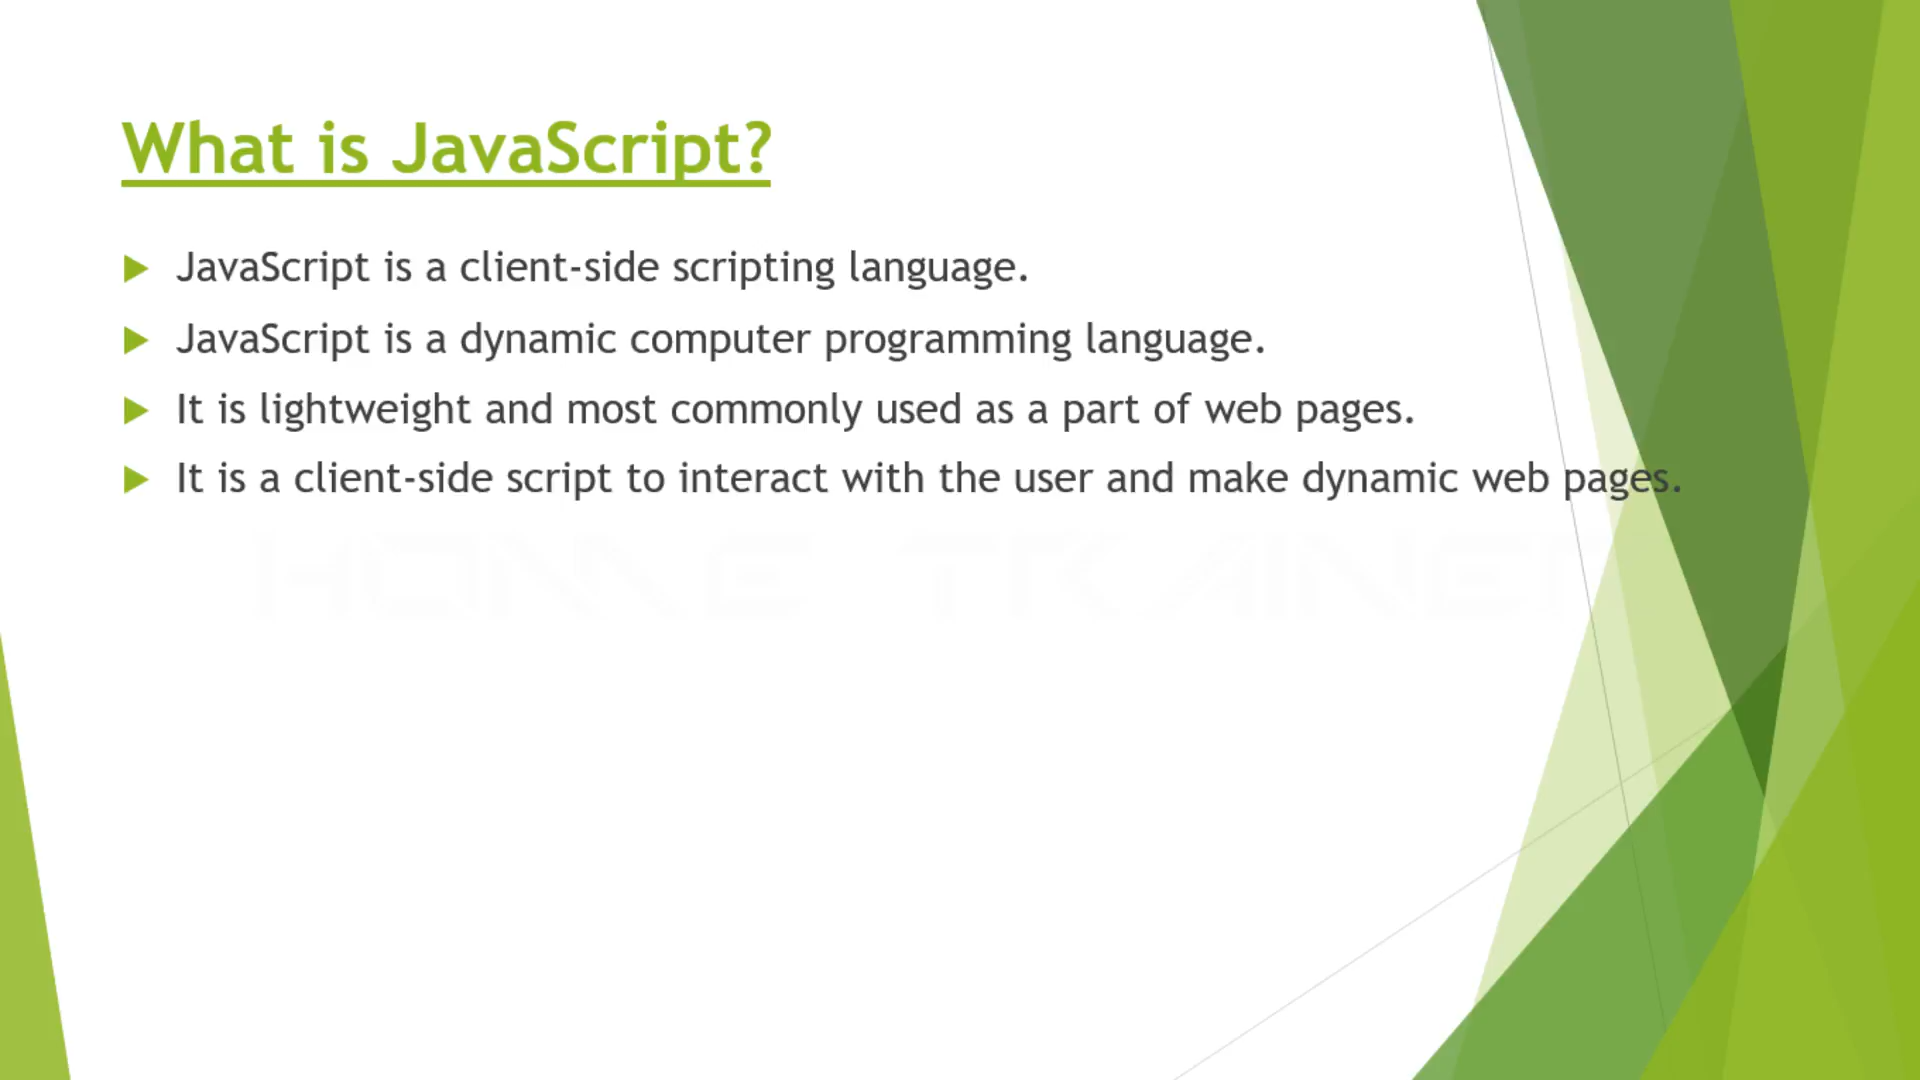 What is JavaScript?
JavaScript is a client-side scripting language.
JavaScript is a dynamic computer programming language.
It is lightweight and most commonly used as a part of web pages.
It is a client-side script to interact with the user and make dynamic web pages.
HOME TRAINER